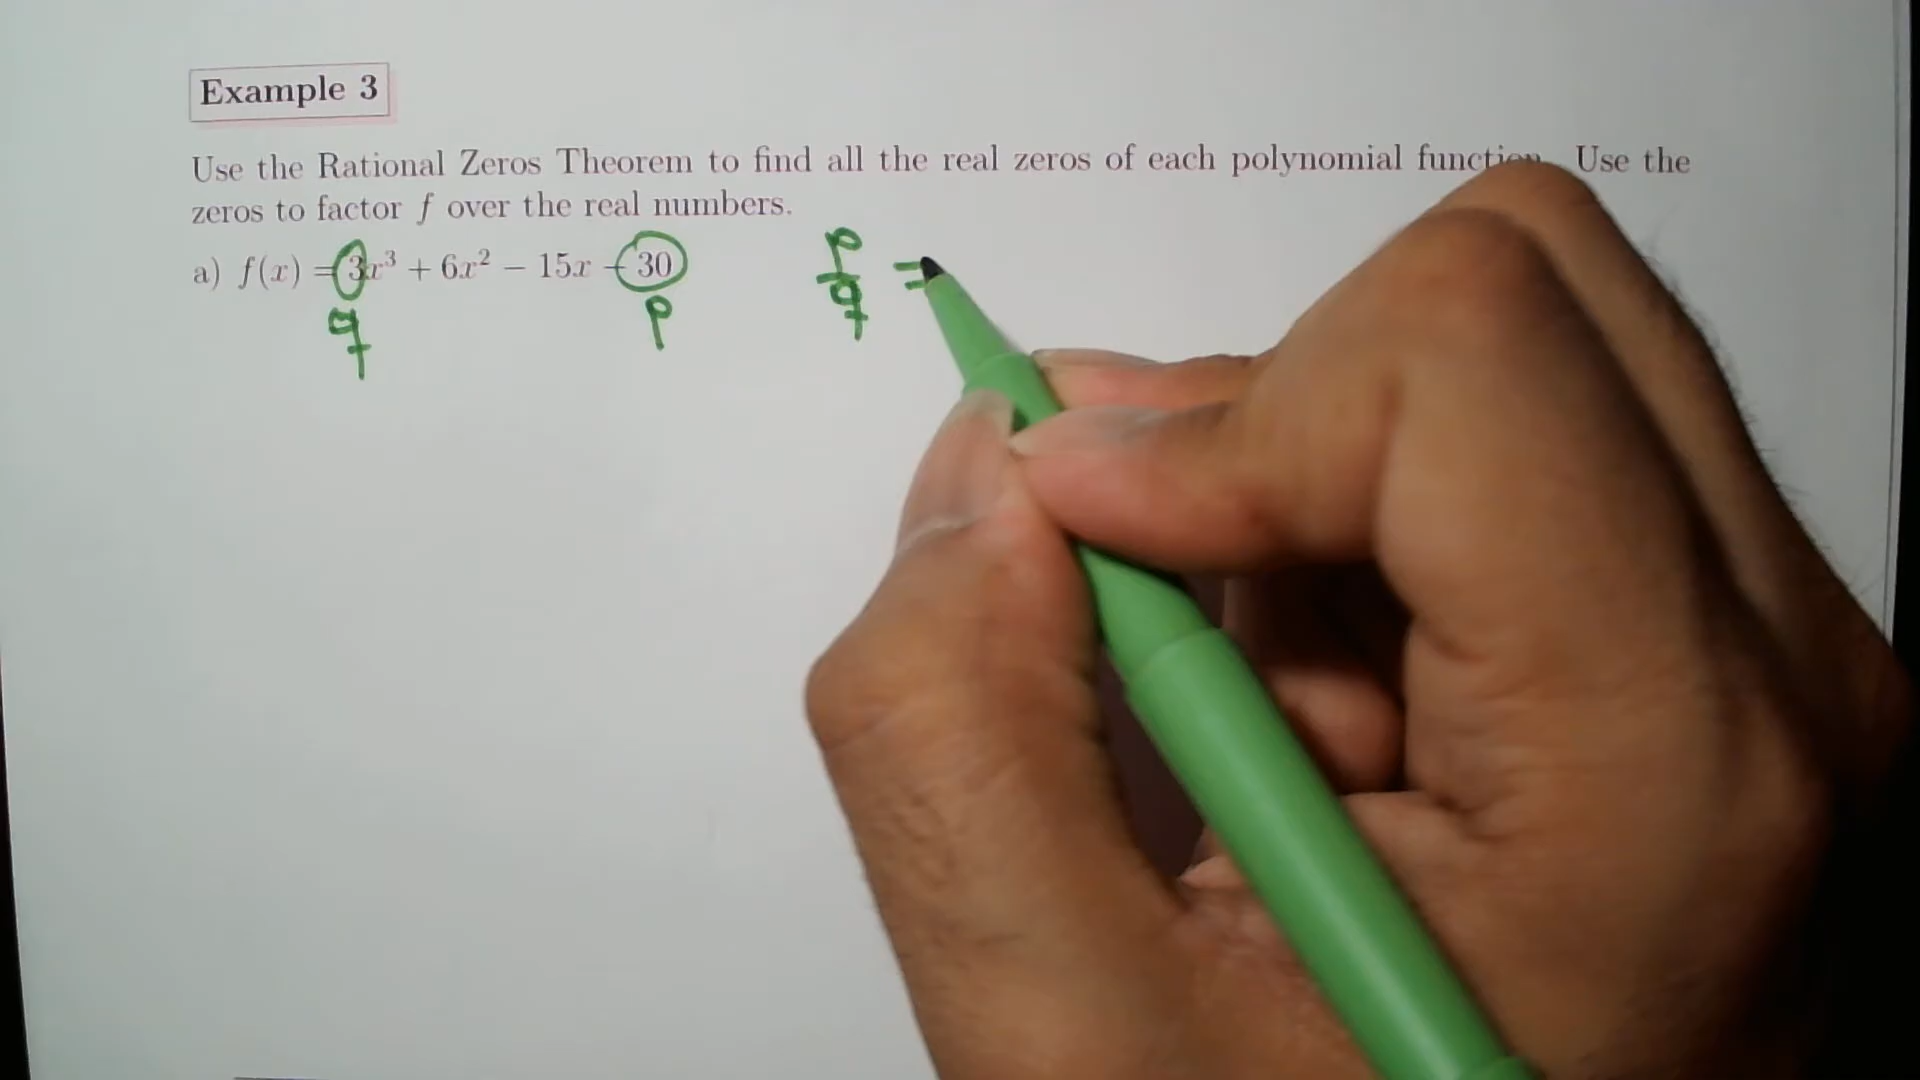 Example 3
Use the Rational Zeros Theorem to find all the real zeros of each polynomial function. Use the
zeros to factor f over the real numbers.
a) f(x) = 3x³ + 6x² − 15x − 30
q p
p/q =